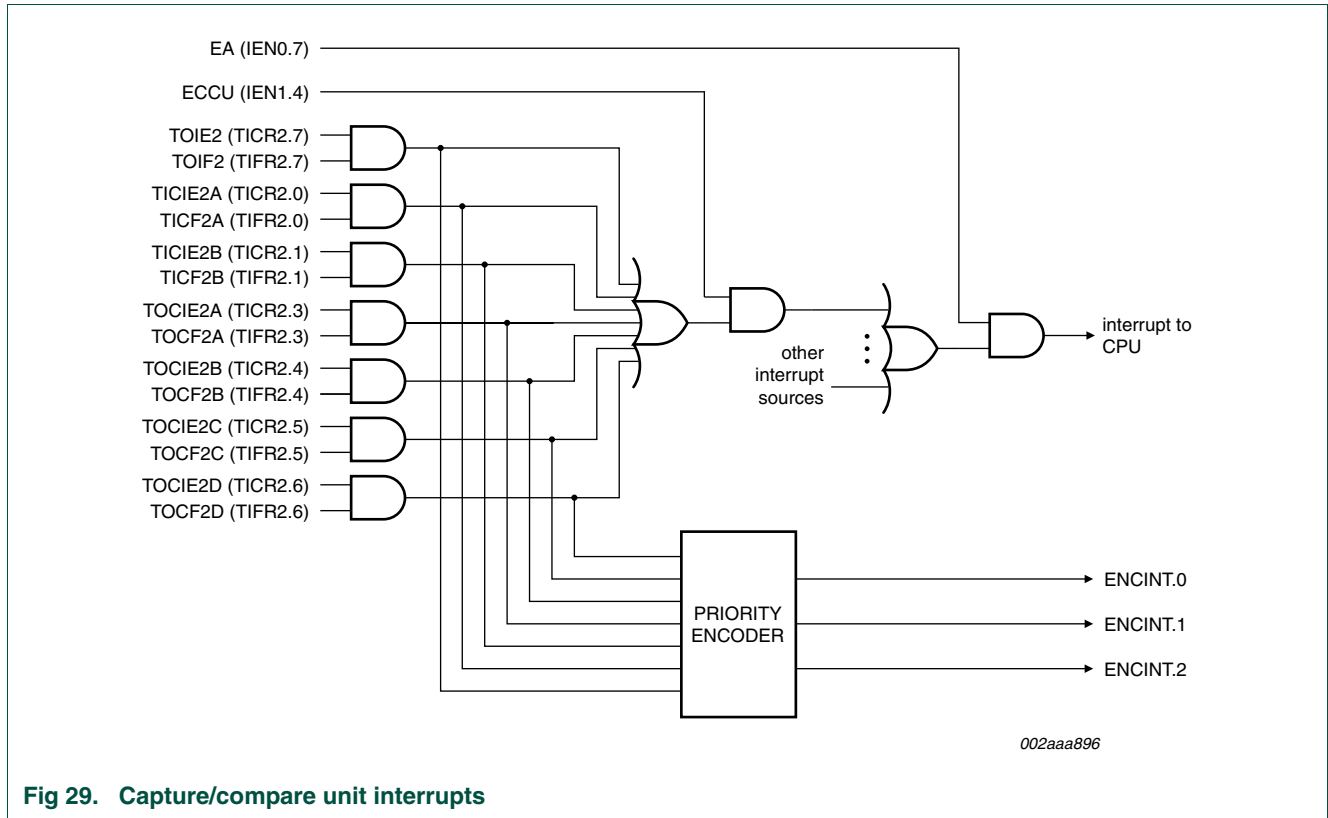 EA (IEN0.7)
ECCU (IEN1.4)
TOIE2 (TICR2.7)
TOIF2 (TIFR2.7)
TICIE2A (TICR2.0)
TICF2A (TIFR2.0)
TICIE2B (TICR2.1)
TICF2B (TIFR2.1)
TOCIE2A (TICR2.3)
TOCF2A (TIFR2.3)
TOCIE2B (TICR2.4)
TOCF2B (TIFR2.4)
TOCIE2C (TICR2.5)
TOCF2C (TIFR2.5)
TOCIE2D (TICR2.6)
TOCF2D (TIFR2.6)
other
interrupt
sources
interrupt to
CPU
PRIORITY
ENCODER
ENCINT.0
ENCINT.1
ENCINT.2
002aaa896
Fig 29. Capture/compare unit interrupts